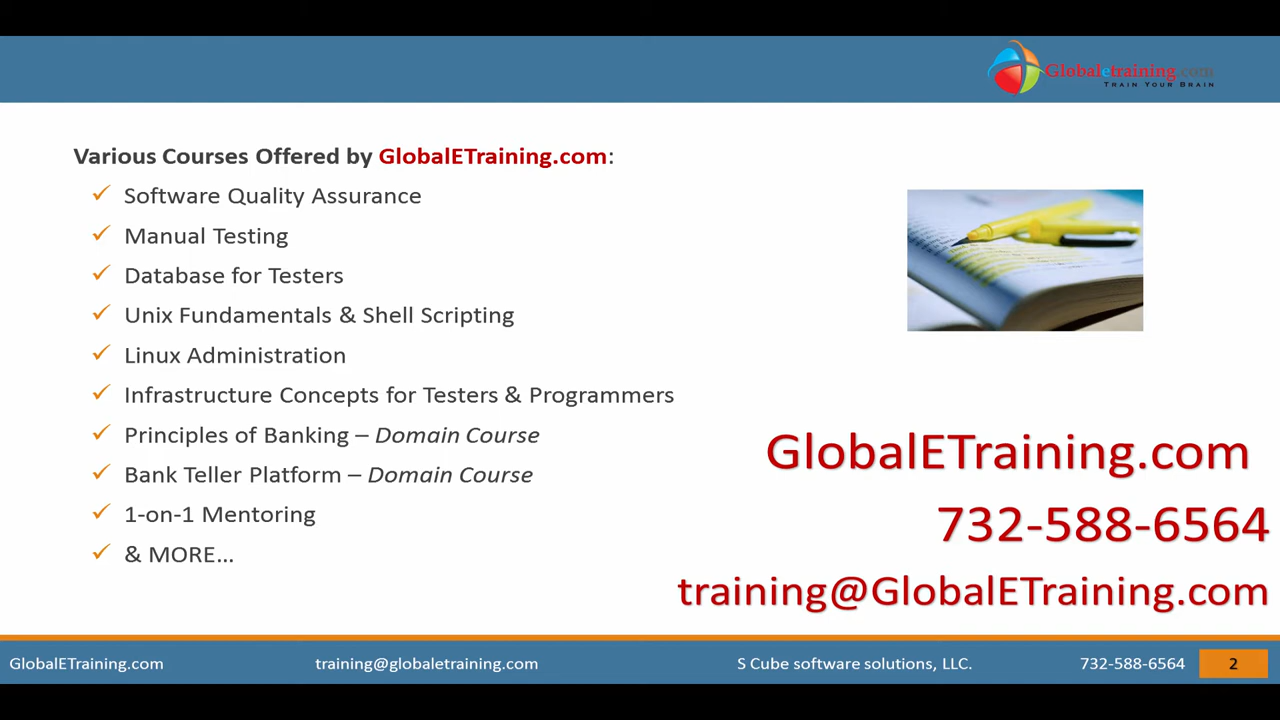 Globaletraining.com
TRAIN YOUR BRAIN
Various Courses Offered by GlobalETraining.com:
Software Quality Assurance
Manual Testing
Database for Testers
Unix Fundamentals & Shell Scripting
Linux Administration
Infrastructure Concepts for Testers & Programmers
Principles of Banking – Domain Course
Bank Teller Platform – Domain Course
1-on-1 Mentoring
& MORE...
GlobalETraining.com
732-588-6564
training@GlobalETraining.com
GlobalETraining.com training@globaletraining.com S Cube software solutions, LLC. 732-588-6564 2